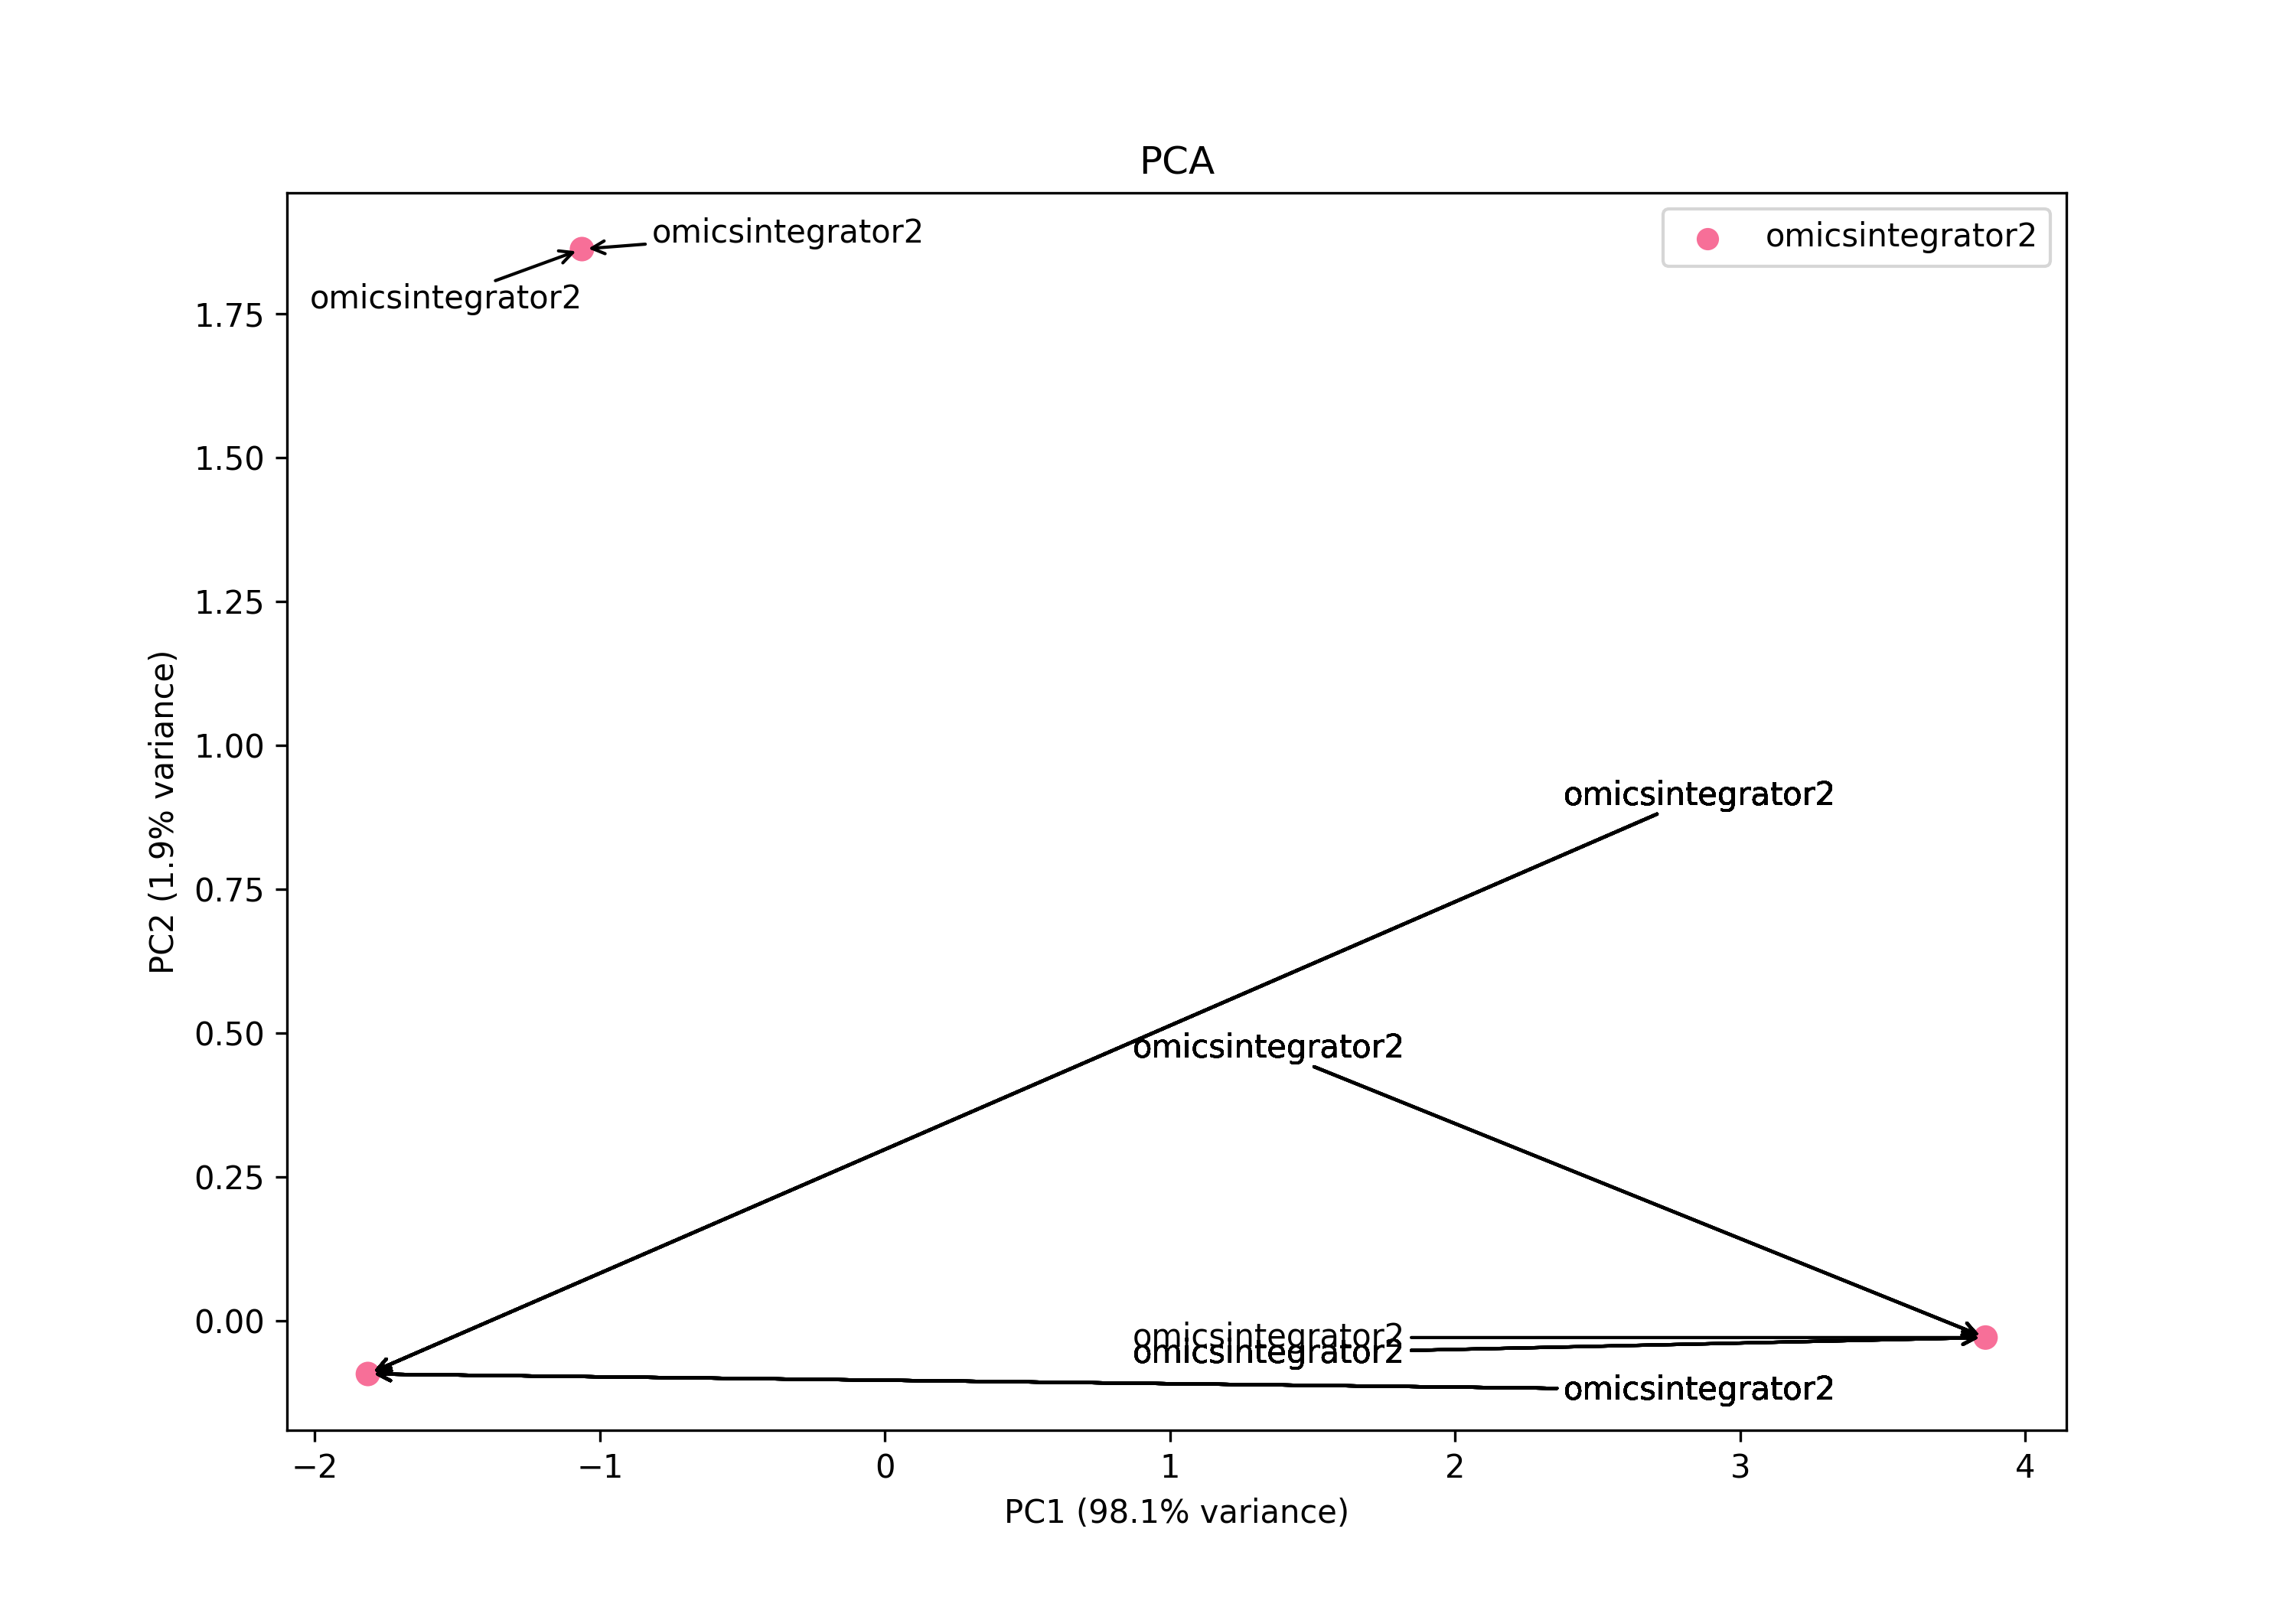 PCA
omicsintegrator2
omicsintegrator2
omicsintegrator2
omicsintegrator2
omicsintegrator2
omicsintegrator2
omicsintegrator2
omicsintegrator2
PC2 (1.9% variance)
1.75
1.50
1.25
1.00
0.75
0.50
0.25
0.00
−2
−1
0
1
2
3
4
PC1 (98.1% variance)